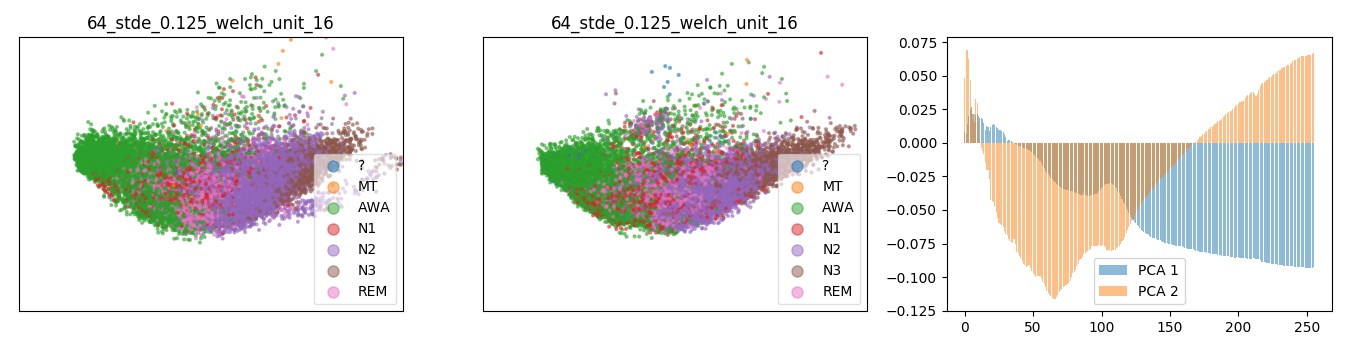 64_stde_0.125_welch_unit_16
?
MT
AWA
N1
N2
N3
REM
64_stde_0.125_welch_unit_16
?
MT
AWA
N1
N2
N3
REM
0.075
0.050
0.025
0.000
−0.025
−0.050
−0.075
−0.100
−0.125
PCA 1
PCA 2
0 50 100 150 200 250